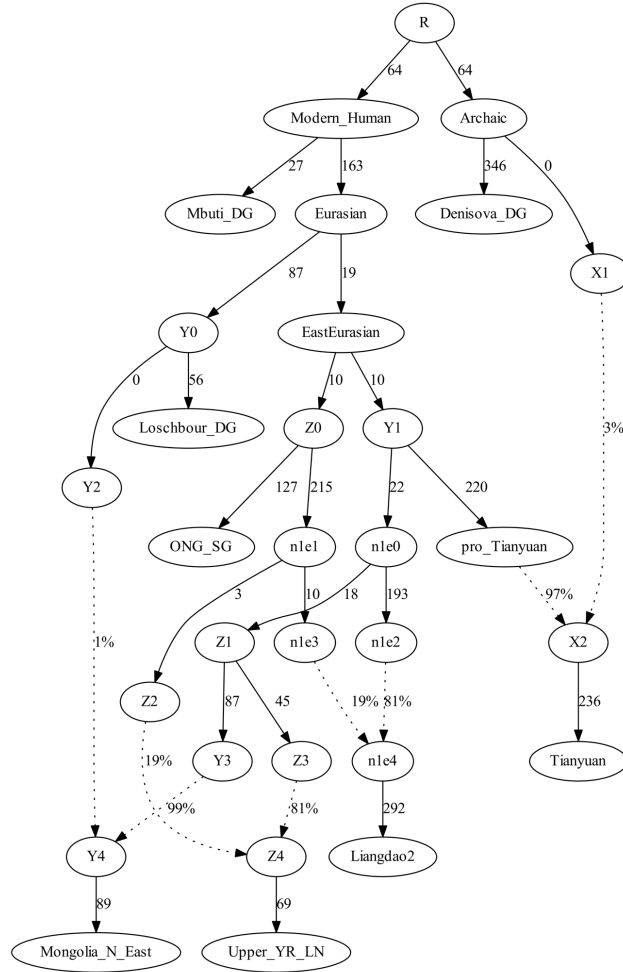 R
64 64
Modern_Human Archaic
27 163 346 0
Mbuti_DG Eurasian Denisova_DG
X1
87 19
Y0 EastEurasian
0 56 10 10
Loschbour_DG Z0 Y1
3%
Y2
127 215 22 220
ONG_SG n1e1 n1e0 pro_Tianyuan
3 10 18 193 97%
1% Z1 n1e3 n1e2 X2
Z2 87 45 19% 81% 236
19% Y3 Z3 n1e4 Tianyuan
99% 81% 292
Y4 Z4 Liangdao2
89 69
Mongolia_N_East Upper_YR_LN